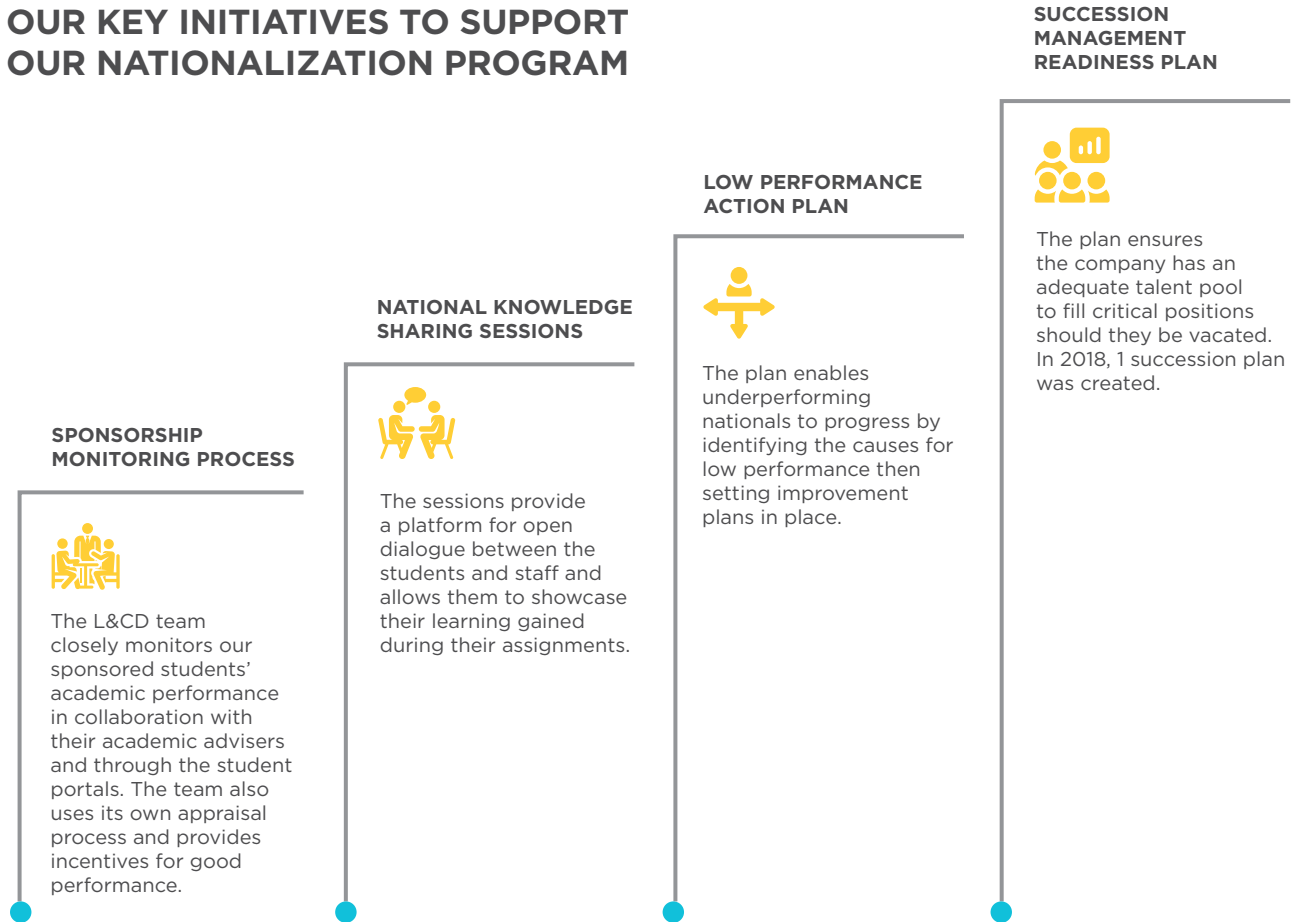 OUR KEY INITIATIVES TO SUPPORT
OUR NATIONALIZATION PROGRAM
SPONSORSHIP
MONITORING PROCESS
The L&CD team
closely monitors our
sponsored students’
academic performance
in collaboration with
their academic advisers
and through the student
portals. The team also
uses its own appraisal
process and provides
incentives for good
performance.
NATIONAL KNOWLEDGE
SHARING SESSIONS
The sessions provide
a platform for open
dialogue between the
students and staff and
allows them to showcase
their learning gained
during their assignments.
LOW PERFORMANCE
ACTION PLAN
The plan enables
underperforming
nationals to progress by
identifying the causes for
low performance then
setting improvement
plans in place.
SUCCESSION
MANAGEMENT
READINESS PLAN
The plan ensures
the company has an
adequate talent pool
to fill critical positions
should they be vacated.
In 2018, 1 succession plan
was created.